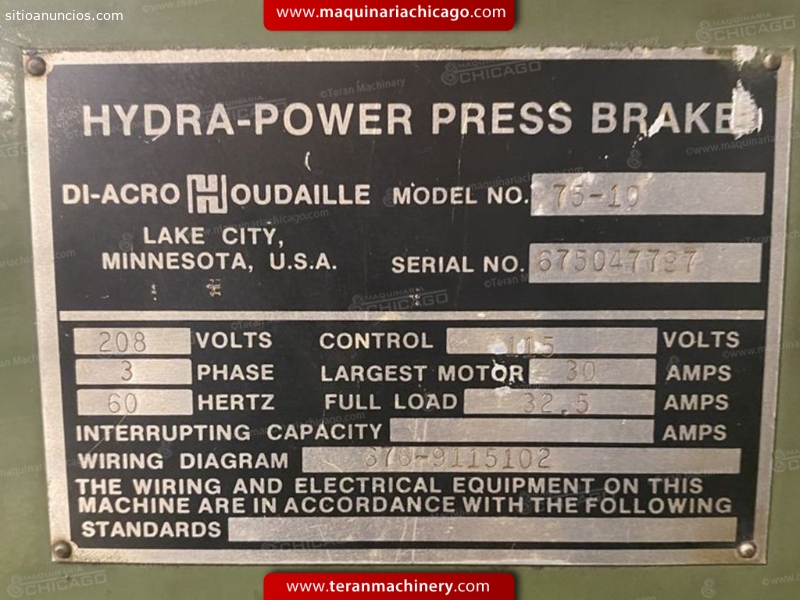 sitioanuncios.com
www.maquinariachicago.com
HYDRA-POWER PRESS BRAKE
DI-ACRO HOUDAILLE
LAKE CITY,
MINNESOTA, U.S.A.
MODEL NO. 75-10
SERIAL NO. 675047787
208 VOLTS CONTROL 115 VOLTS
3 PHASE LARGEST MOTOR 30 AMPS
60 HERTZ FULL LOAD 32.5 AMPS
INTERRUPTING CAPACITY AMPS
WIRING DIAGRAM 678-9115102
THE WIRING AND ELECTRICAL EQUIPMENT ON THIS
MACHINE ARE IN ACCORDANCE WITH THE FOLLOWING
STANDARDS
www.teranmachinery.com